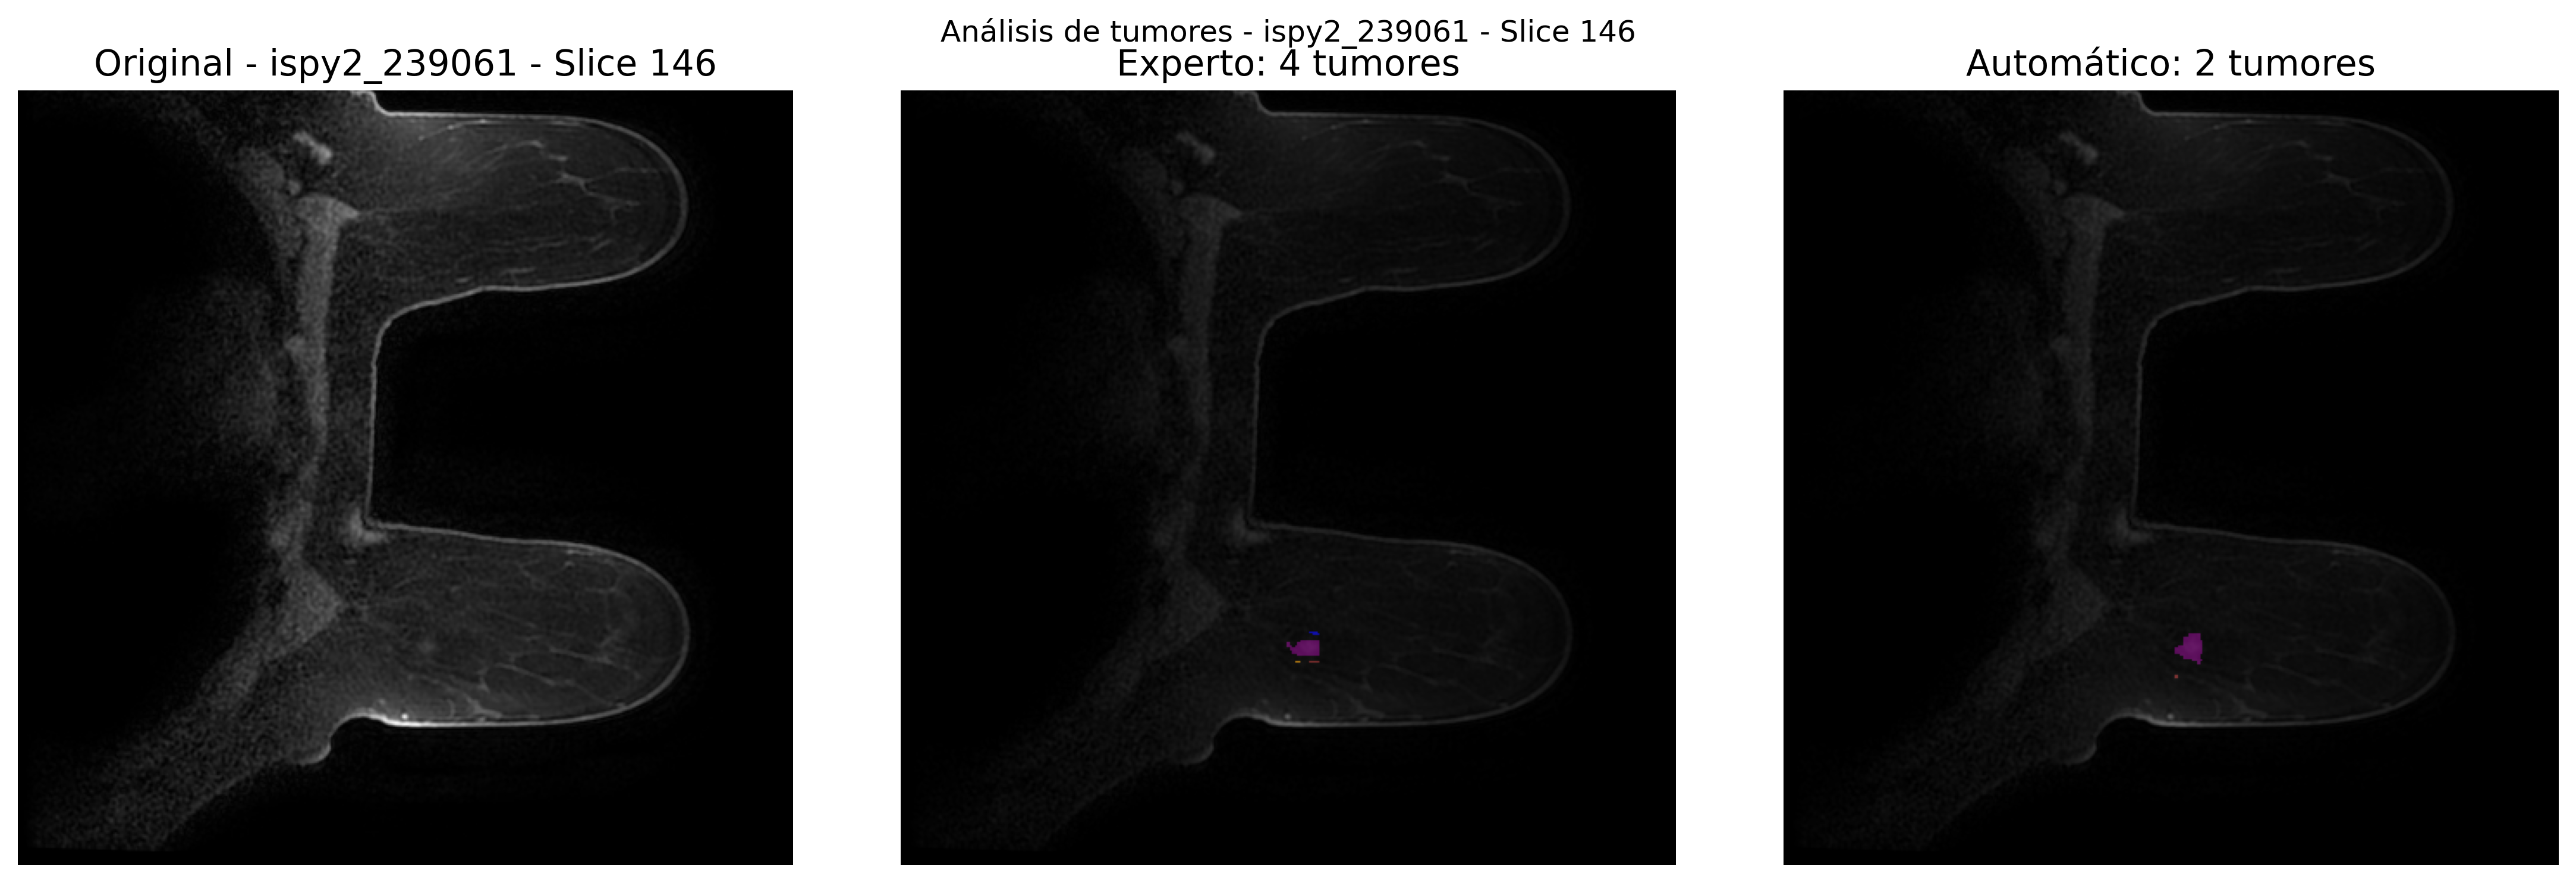 Análisis de tumores - ispy2_239061 - Slice 146
Original - ispy2_239061 - Slice 146
Experto: 4 tumores
Automático: 2 tumores